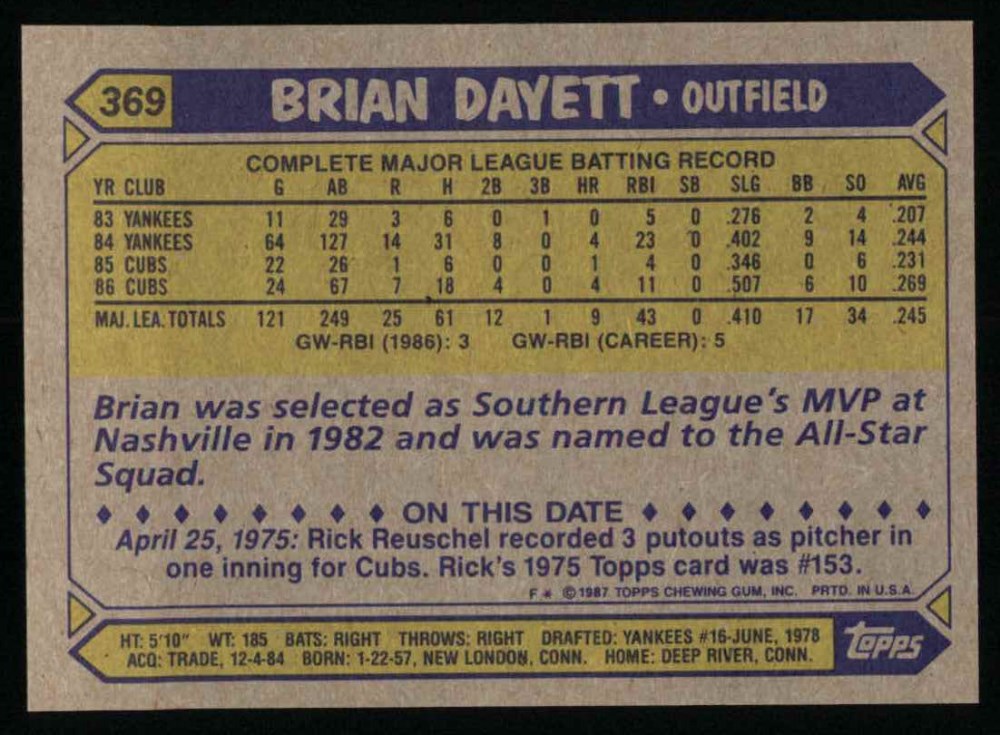 369 BRIAN DAYETT • OUTFIELD
COMPLETE MAJOR LEAGUE BATTING RECORD
YR CLUB G AB R H 2B 3B HR RBI SB SLG BB SO AVG
83 YANKEES 11 29 3 6 0 1 0 5 0 .276 2 4 .207
84 YANKEES 64 127 14 31 8 0 4 23 0 .402 9 14 .244
85 CUBS 22 26 1 6 0 0 1 4 0 .346 0 6 .231
86 CUBS 24 67 7 18 4 0 4 11 0 .507 6 10 .269
MAJ. LEA. TOTALS 121 249 25 61 12 1 9 43 0 .410 17 34 .245
GW-RBI (1986): 3 GW-RBI (CAREER): 5
Brian was selected as Southern League's MVP at
Nashville in 1982 and was named to the All-Star
Squad.
♦ ♦ ♦ ♦ ♦ ♦ ♦ ♦ ON THIS DATE ♦ ♦ ♦ ♦ ♦ ♦ ♦ ♦
April 25, 1975: Rick Reuschel recorded 3 putouts as pitcher in
one inning for Cubs. Rick's 1975 Topps card was #153.
F * ©1987 TOPPS CHEWING GUM, INC. PRTD. IN U.S.A.
HT: 5'10" WT: 185 BATS: RIGHT THROWS: RIGHT DRAFTED: YANKEES #16-JUNE, 1978
ACQ: TRADE, 12-4-84 BORN: 1-22-57, NEW LONDON, CONN. HOME: DEEP RIVER, CONN.
Topps